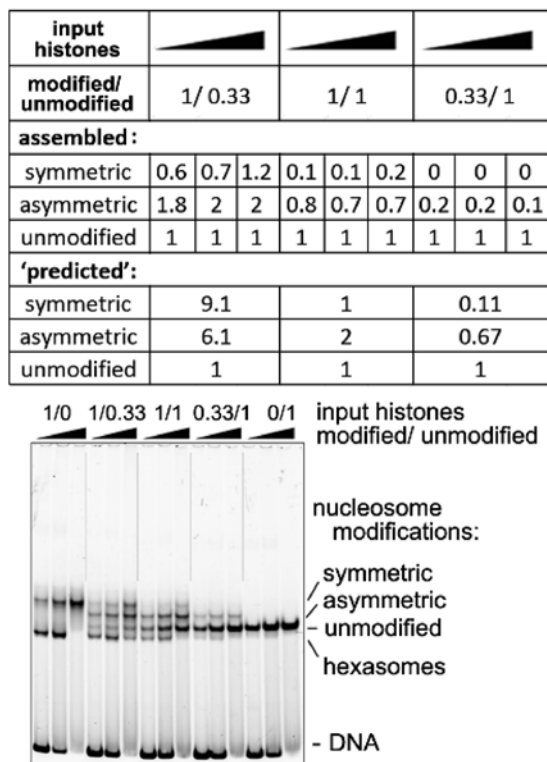 input histones
modified/ unmodified 1/ 0.33 1/ 1 0.33/ 1
assembled :
symmetric 0.6 0.7 1.2 0.1 0.1 0.2 0 0 0
asymmetric 1.8 2 2 0.8 0.7 0.7 0.2 0.2 0.1
unmodified 1 1 1 1 1 1 1 1 1
‘predicted’:
symmetric 9.1 1 0.11
asymmetric 6.1 2 0.67
unmodified 1 1 1
1/0 1/0.33 1/1 0.33/1 0/1 input histones
modified/ unmodified
nucleosome
modifications:
symmetric
asymmetric
unmodified
hexasomes
- DNA